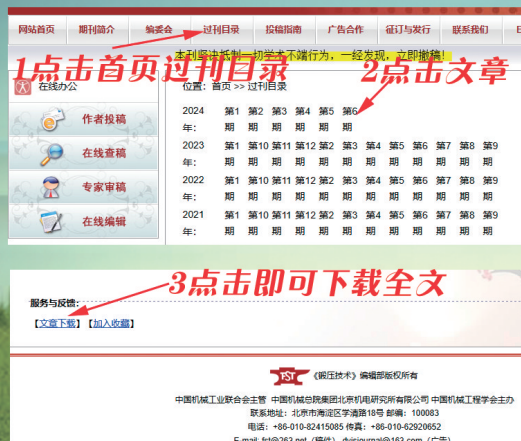 网站首页 期刊简介 编委会 过刊目录 投稿指南 广告合作 征订与发行 联系我们
本刊坚决抵制一切学术不端行为，一经发现，立即撤稿！
1点击首页过刊目录 2点击文章
在线办公
位置：首页 >> 过刊目录
作者投稿
在线查稿
专家审稿
在线编辑
2024年： 第1期 第2期 第3期 第4期 第5期 第6期
2023年： 第1期 第10期 第11期 第12期 第2期 第3期 第4期 第5期 第6期 第7期 第8期 第9期
2022年： 第1期 第10期 第11期 第12期 第2期 第3期 第4期 第5期 第6期 第7期 第8期 第9期
2021年： 第1期 第10期 第11期 第12期 第2期 第3期 第4期 第5期 第6期 第7期 第8期 第9期
3点击即可下载全文
服务与反馈：
【文章下载】【加入收藏】
FST 《锻压技术》编辑部版权所有
中国机械工业联合会主管 中国机械总院集团北京机电研究所有限公司 中国机械工程学会主办
联系地址：北京市海淀区学清路18号 邮编：100083
电话：+86-010-82415085 传真：+86-010-62920652
E-mail: fst@263.net（稿件） dyjsjournal@163.com（广告）